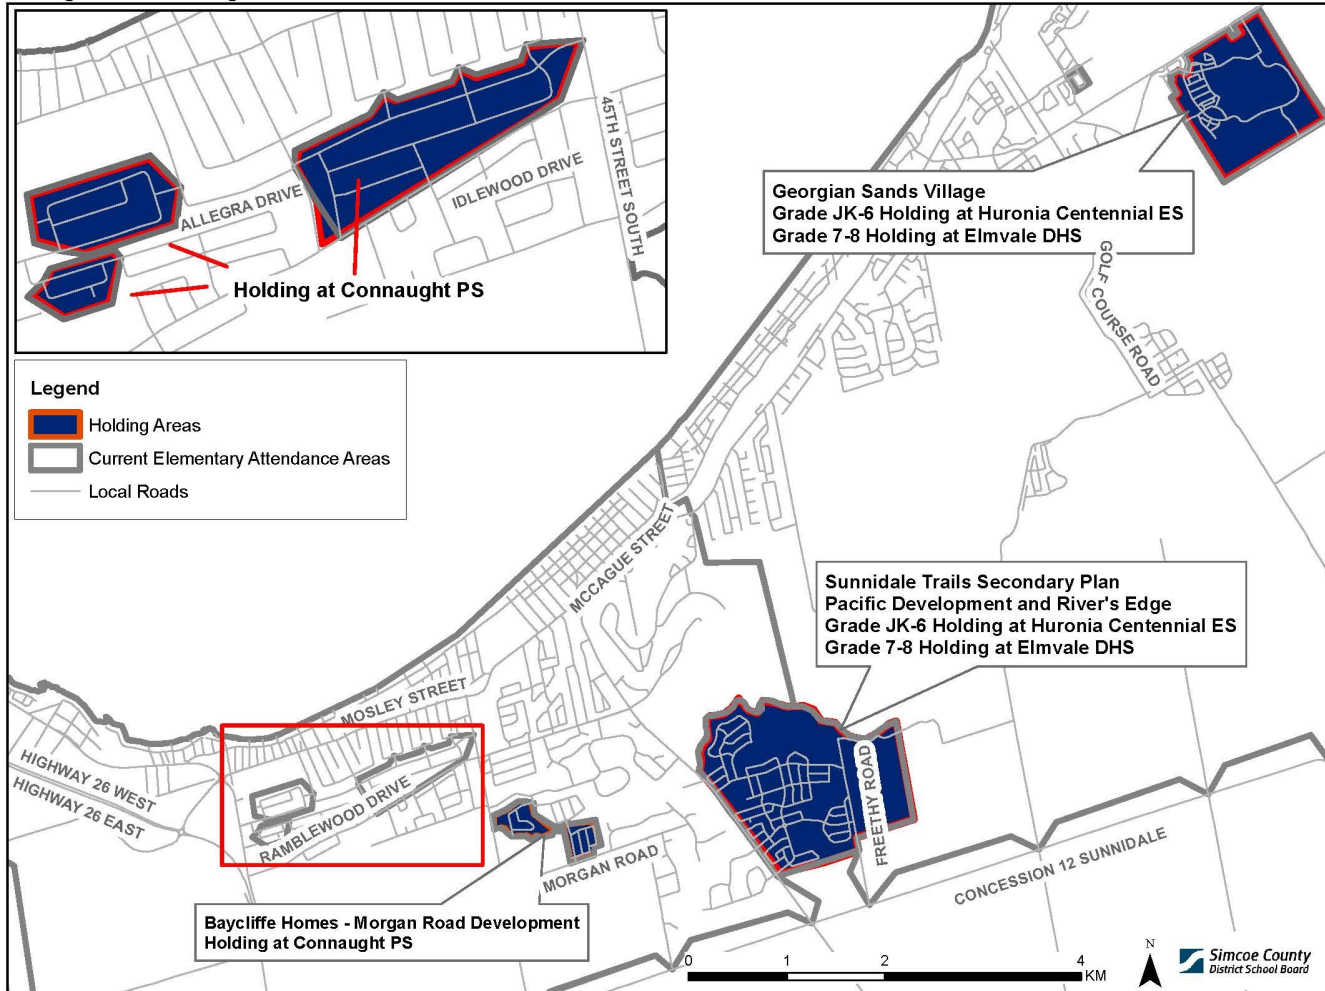 45TH STREET SOUTH
ALLEGRA DRIVE
IDLEWOOD DRIVE
Holding at Connaught PS
Georgian Sands Village
Grade JK-6 Holding at Huronia Centennial ES
Grade 7-8 Holding at Elmvale DHS
GOLF COURSE ROAD
Legend
Holding Areas
Current Elementary Attendance Areas
Local Roads
MCCAGUE STREET
Sunnidale Trails Secondary Plan
Pacific Development and River's Edge
Grade JK-6 Holding at Huronia Centennial ES
Grade 7-8 Holding at Elmvale DHS
MOSLEY STREET
HIGHWAY 26 WEST
HIGHWAY 26 EAST
RAMBLEWOOD DRIVE
FREETHY ROAD
MORGAN ROAD
CONCESSION 12 SUNNIDALE
Baycliffe Homes - Morgan Road Development
Holding at Connaught PS
0 1 2 4
KM
N
Simcoe County
District School Board